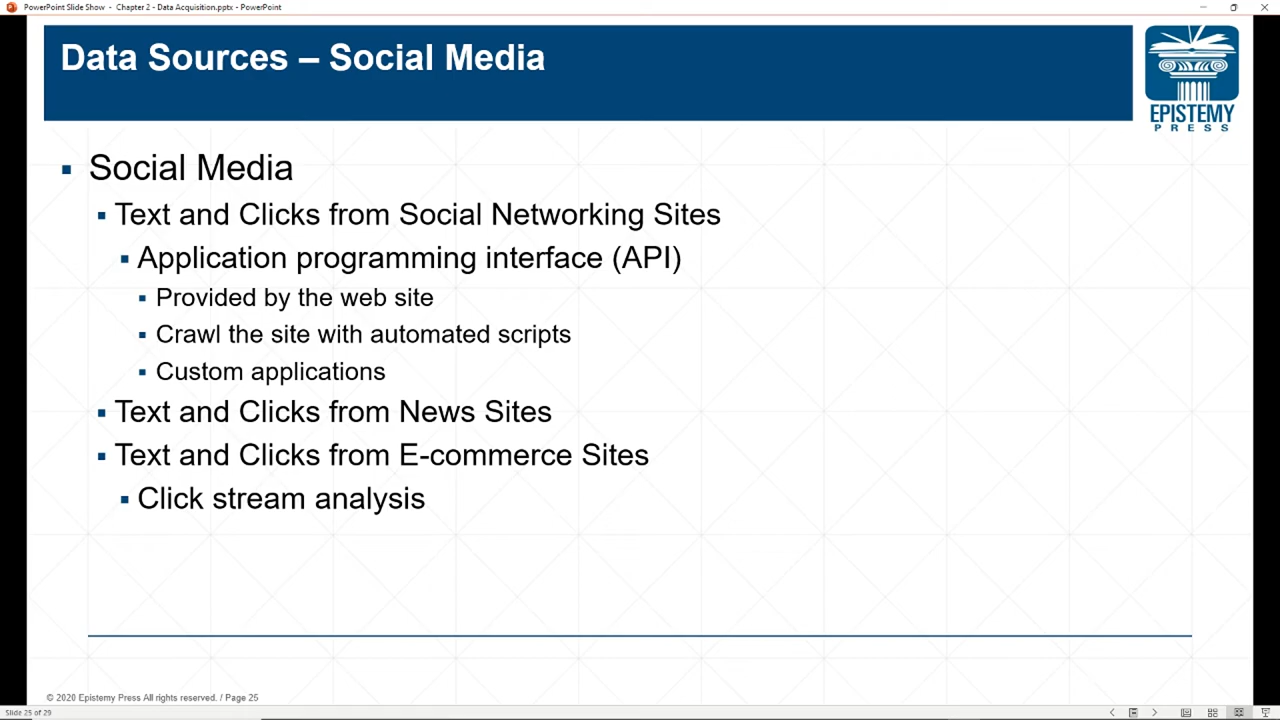 PowerPoint Slide Show - Chapter 2 - Data Acquisition.pptx - PowerPoint
Data Sources – Social Media
EPISTEMY
PRESS
▪ Social Media
▪ Text and Clicks from Social Networking Sites
▪ Application programming interface (API)
▪ Provided by the web site
▪ Crawl the site with automated scripts
▪ Custom applications
▪ Text and Clicks from News Sites
▪ Text and Clicks from E-commerce Sites
▪ Click stream analysis
© 2020 Epistemy Press All rights reserved. / Page 25
Slide 25 of 29